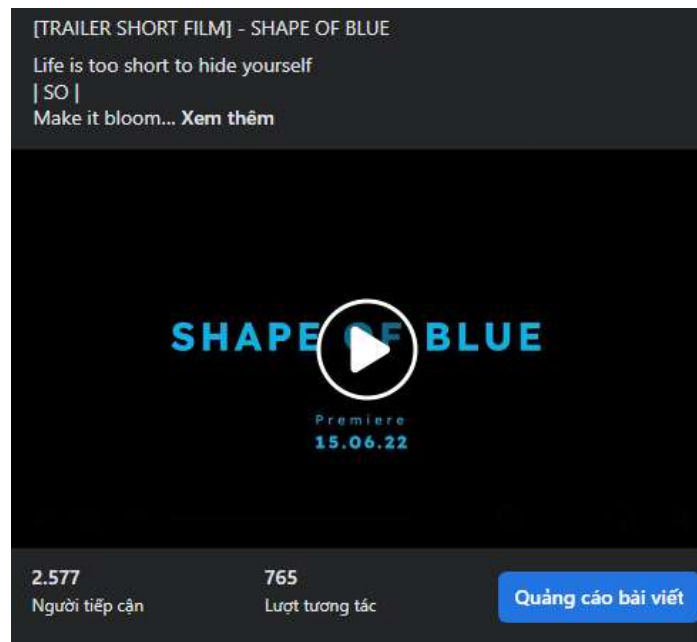 [TRAILER SHORT FILM] - SHAPE OF BLUE
Life is too short to hide yourself
| SO |
Make it bloom... Xem thêm
SHAPE OF BLUE
Premiere
15.06.22
2.577
Người tiếp cận
765
Lượt tương tác
Quảng cáo bài viết